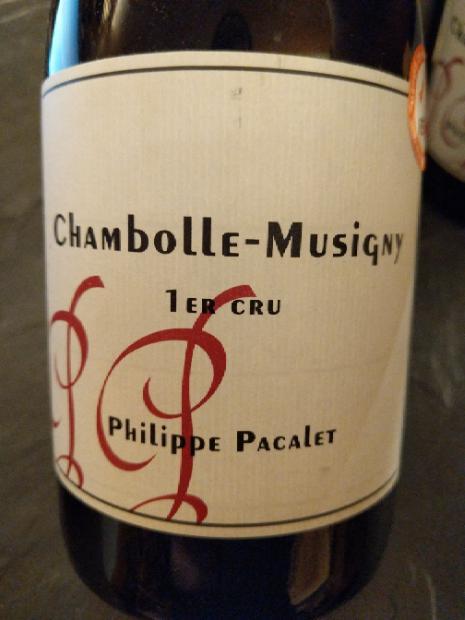 Chambolle-Musigny
1er cru
Philippe Pacalet